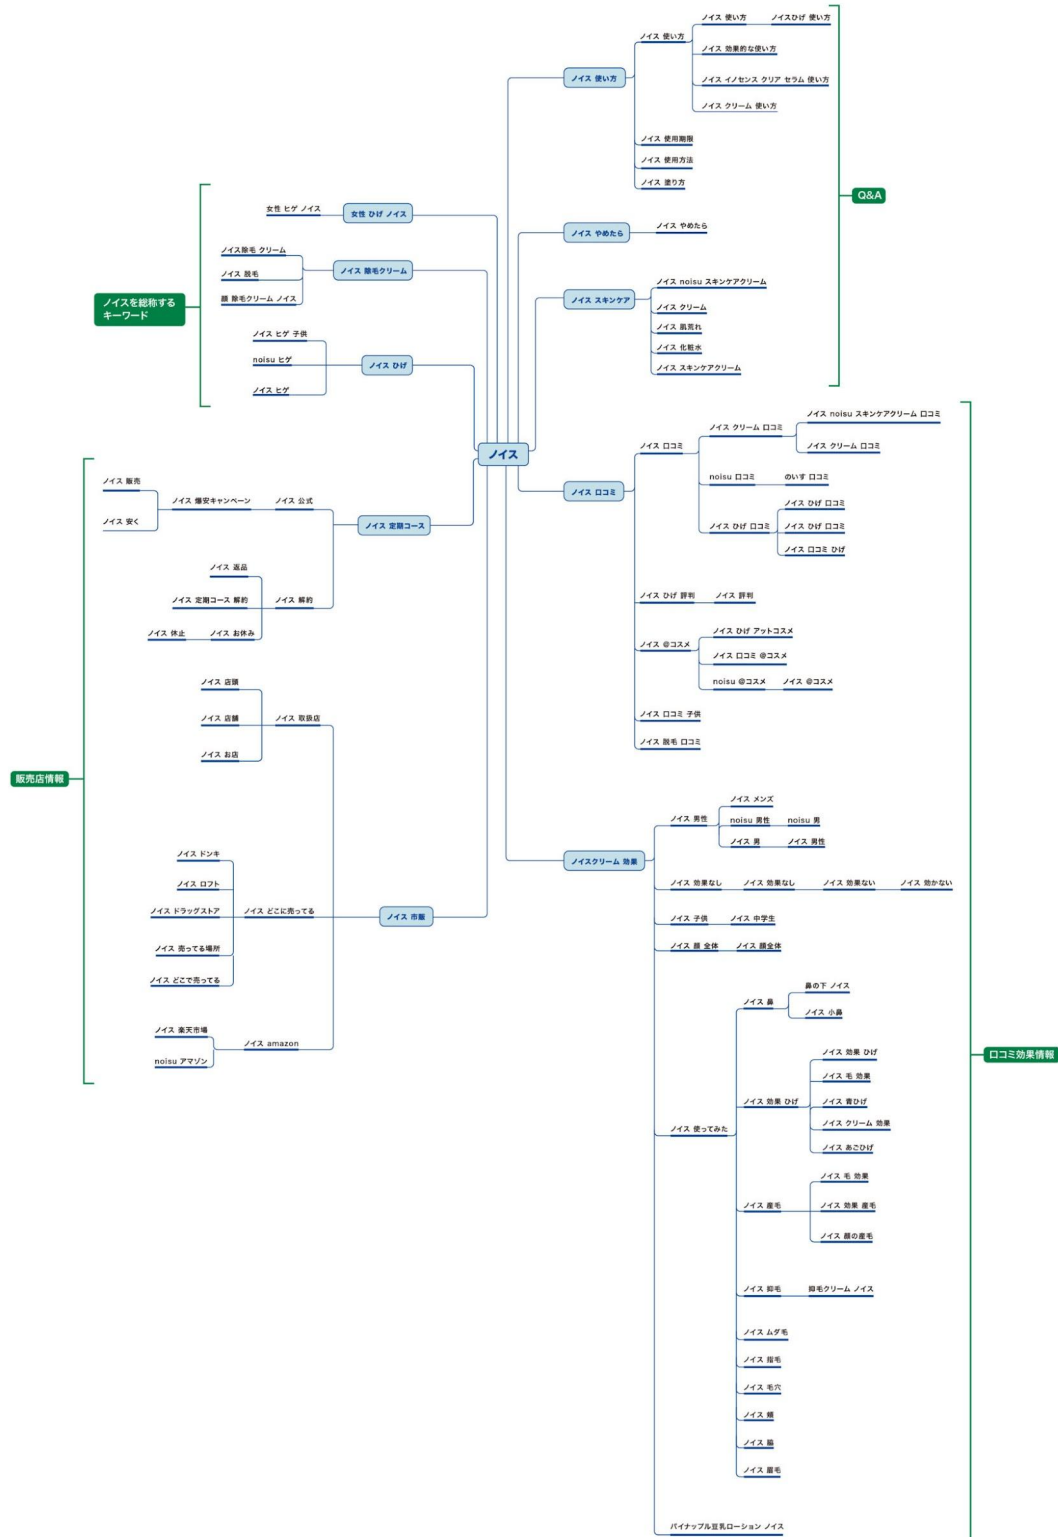 ノイス
ノイス 使い方
ノイス 使い方
ノイス 使い方
ノイスひげ 使い方
ノイス 効果的な使い方
ノイス イノセンス クリア セラム 使い方
ノイス クリーム 使い方
ノイス 使用期限
ノイス 使用方法
ノイス 塗り方
ノイス やめたら
ノイス やめたら
ノイス スキンケア
ノイス noisu スキンケアクリーム
ノイス クリーム
ノイス 肌荒れ
ノイス 化粧水
ノイス スキンケアクリーム
Q&A
女性 ひげ ノイス
女性 ヒゲ ノイス
ノイス 除毛クリーム
ノイス除毛 クリーム
ノイス 脱毛
顔 除毛クリーム ノイス
ノイス ひげ
ノイス ヒゲ 子供
noisu ヒゲ
ノイス ヒゲ
ノイスを総称する
キーワード
ノイス 定期コース
ノイス 公式
ノイス 爆安キャンペーン
ノイス 販売
ノイス 安く
ノイス 解約
ノイス 返品
ノイス 定期コース 解約
ノイス お休み
ノイス 休止
ノイス 市販
ノイス 取扱店
ノイス 店頭
ノイス 店舗
ノイス お店
ノイス どこに売ってる
ノイス ドンキ
ノイス ロフト
ノイス ドラッグストア
ノイス 売ってる場所
ノイス どこで売ってる
ノイス amazon
ノイス 楽天市場
noisu アマゾン
販売店情報
ノイス 口コミ
ノイス 口コミ
ノイス クリーム 口コミ
ノイス noisu スキンケアクリーム 口コミ
ノイス クリーム 口コミ
noisu 口コミ
のいす 口コミ
ノイス ひげ 口コミ
ノイス ひげ 口コミ
ノイス ひげ 口コミ
ノイス 口コミ ひげ
ノイス ひげ 評判
ノイス 評判
ノイス @コスメ
ノイス ひげ アットコスメ
ノイス 口コミ @コスメ
noisu @コスメ
ノイス @コスメ
ノイス 口コミ 子供
ノイス 脱毛 口コミ
ノイスクリーム 効果
ノイス 男性
ノイス メンズ
noisu 男性
noisu 男
ノイス 男
ノイス 男性
ノイス 効果なし
ノイス 効果なし
ノイス 効果ない
ノイス 効かない
ノイス 子供
ノイス 中学生
ノイス 顔 全体
ノイス 顔全体
ノイス 使ってみた
ノイス 鼻
鼻の下 ノイス
ノイス 小鼻
ノイス 効果 ひげ
ノイス 効果 ひげ
ノイス 毛 効果
ノイス 青ひげ
ノイス クリーム 効果
ノイス あごひげ
ノイス 産毛
ノイス 毛 効果
ノイス 効果 産毛
ノイス 顔の産毛
ノイス 抑毛
抑毛クリーム ノイス
ノイス ムダ毛
ノイス 指毛
ノイス 毛穴
ノイス 頬
ノイス 脇
ノイス 眉毛
パイナップル豆乳ローション ノイス
口コミ効果情報